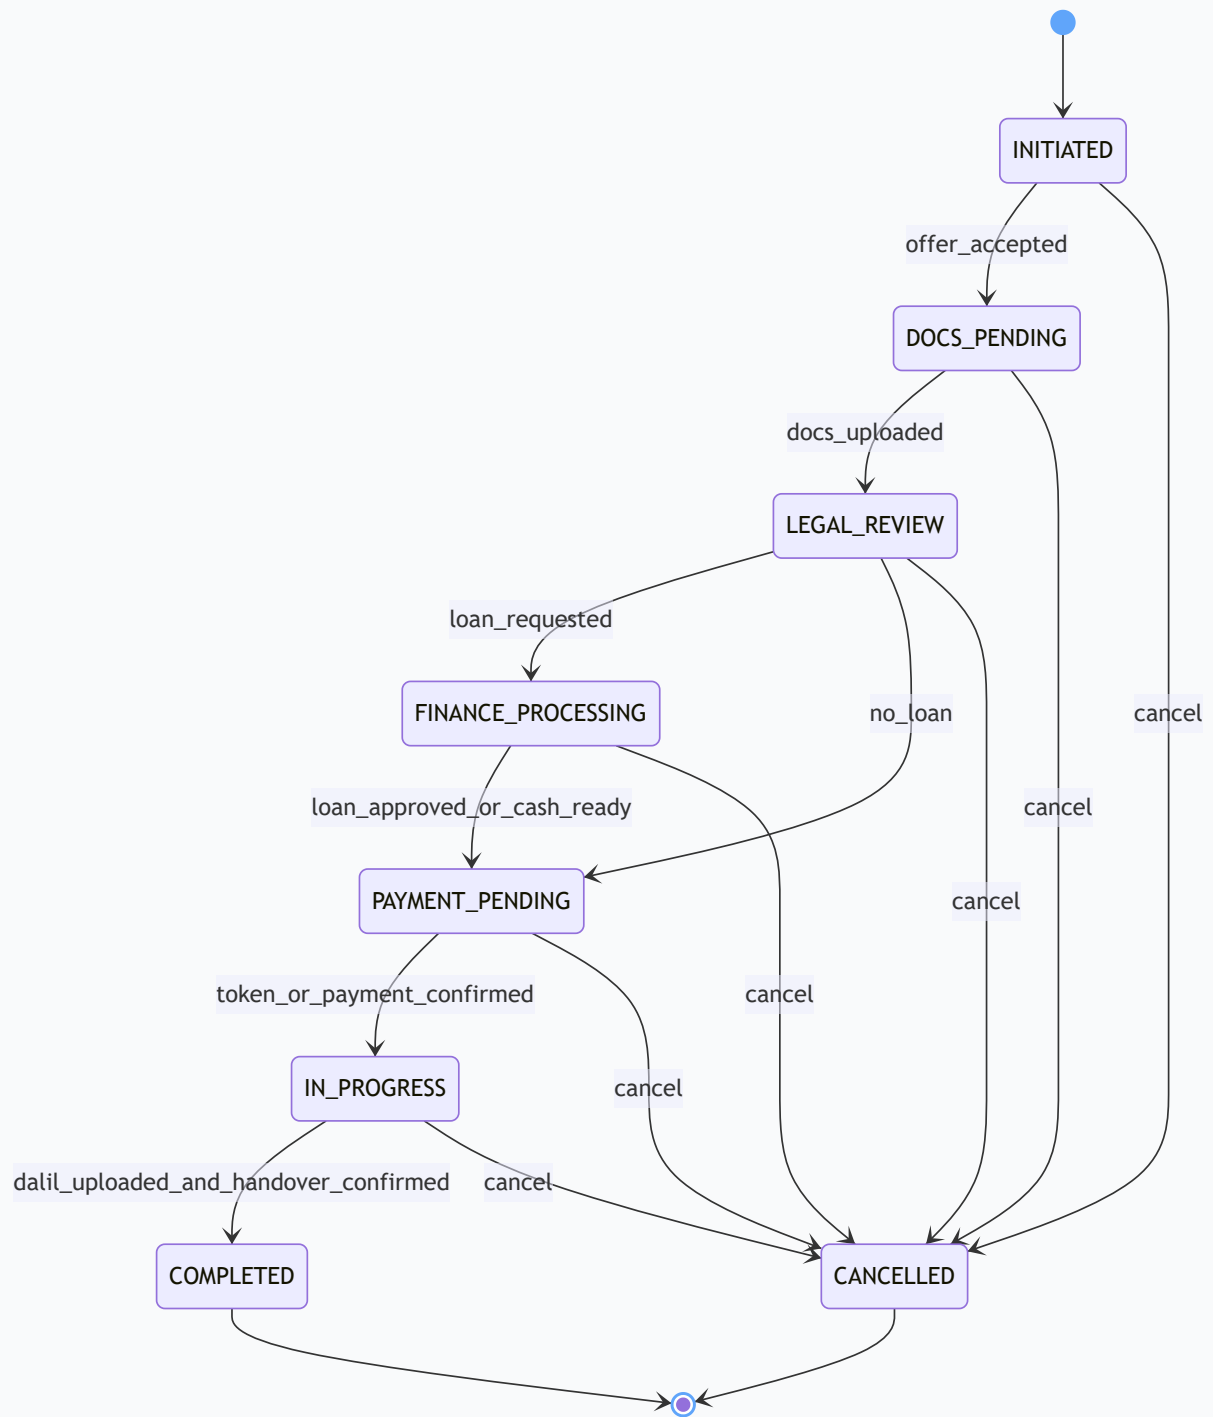 INITIATED
offer_accepted
DOCS_PENDING
docs_uploaded
LEGAL_REVIEW
loan_requested
FINANCE_PROCESSING
no_loan
cancel
loan_approved_or_cash_ready
cancel
PAYMENT_PENDING
cancel
token_or_payment_confirmed
cancel
IN_PROGRESS
cancel
dalil_uploaded_and_handover_confirmed
cancel
COMPLETED
CANCELLED